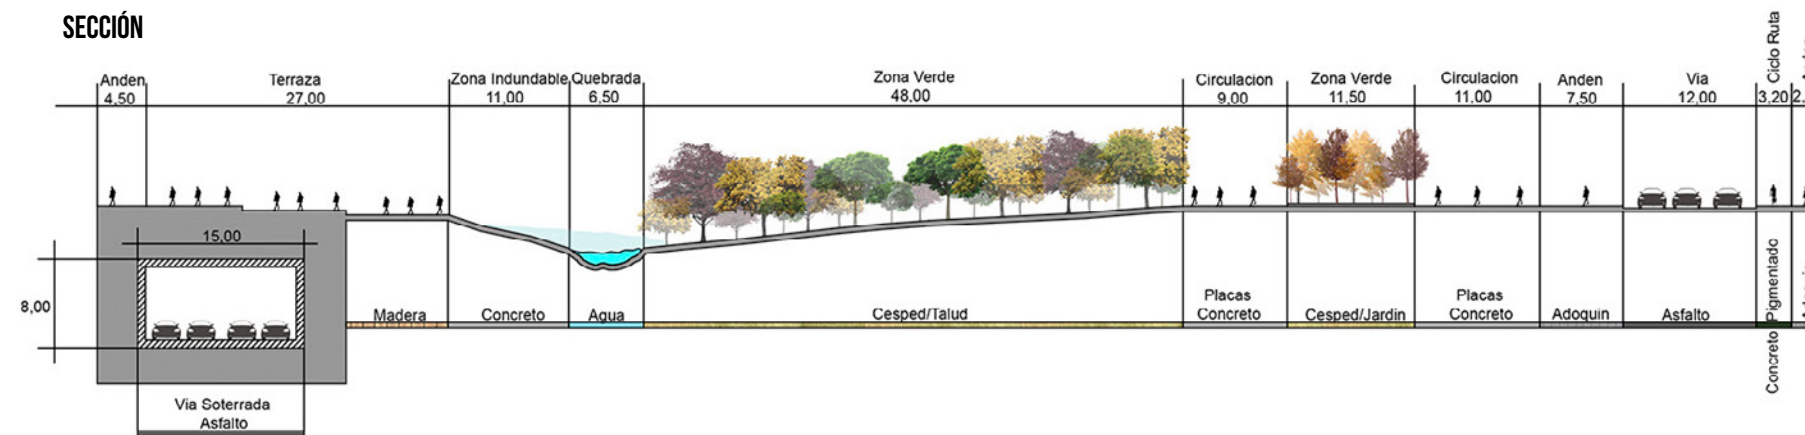 SECCIÓN
Anden
4,50
Terraza
27,00
Zona Indundable
11,00
Quebrada
6,50
Zona Verde
48,00
Circulacion
9,00
Zona Verde
11,50
Circulacion
11,00
Anden
7,50
Via
12,00
Ciclo Ruta
3,20
2,
15,00
8,00
Madera
Concreto
Agua
Cesped/Talud
Placas
Concreto
Cesped/Jardin
Placas
Concreto
Adoquin
Asfalto
Concreto Pigmentado
Via Soterrada
Asfalto